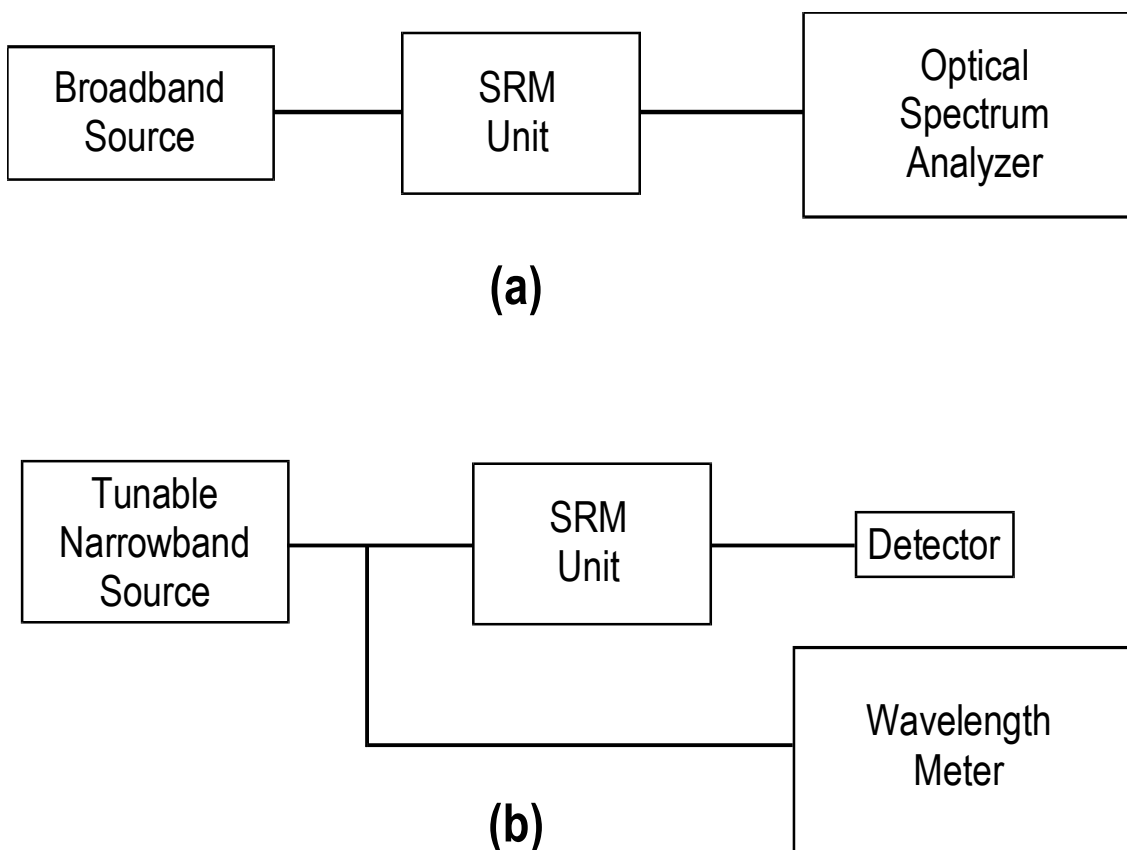 Broadband
Source
SRM
Unit
Optical
Spectrum
Analyzer
(a)
Tunable
Narrowband
Source
SRM
Unit
Detector
Wavelength
Meter
(b)